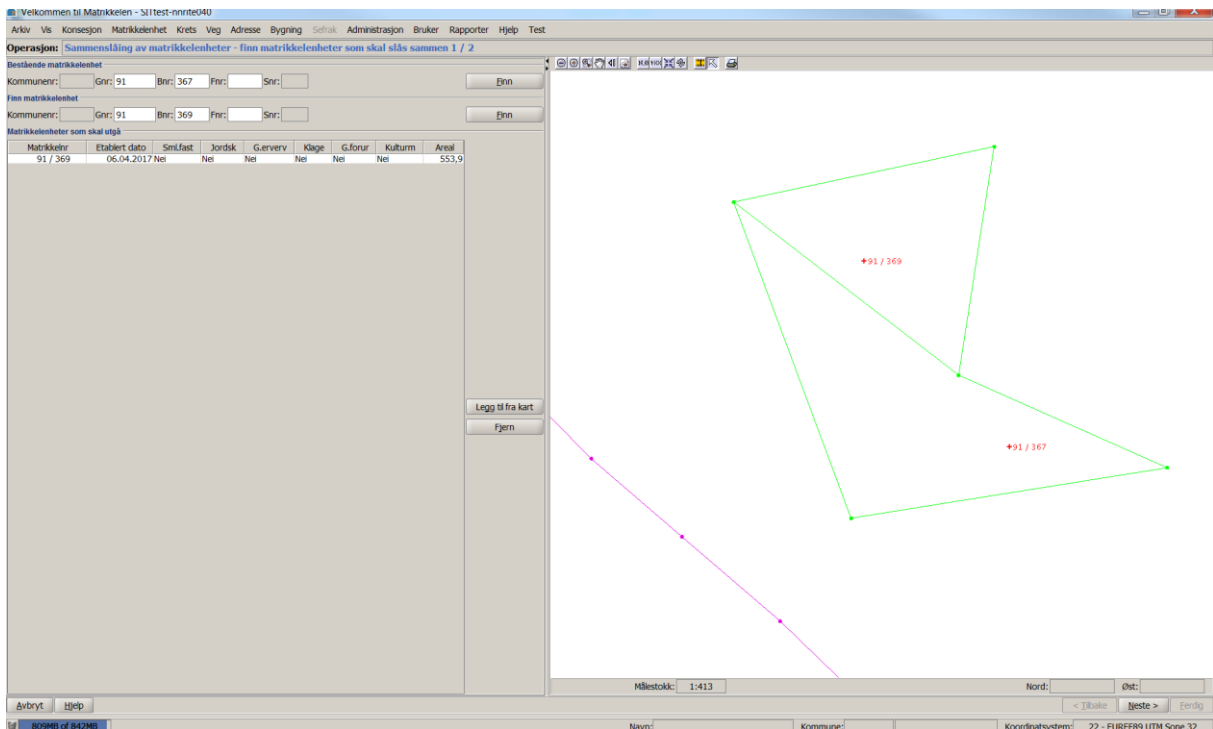 Velkommen til Matrikkelen - SITtest-nnrite040
Arkiv Vis Konsesjon Matrikkelenhet Krets Veg Adresse Bygning Sefrak Administrasjon Bruker Rapporter Hjelp Test
Operasjon: Sammenslåing av matrikkelenheter - finn matrikkelenheter som skal slås sammen 1 / 2
Bestående matrikkelenhet
Kommunenr: Gnr: 91 Bnr: 367 Fnr: Snr: Finn
Finn matrikkelenhet
Kommunenr: Gnr: 91 Bnr: 369 Fnr: Snr: Finn
Matrikkelenheter som skal utgå
Matrikkelnr Etablert dato Sml.fast Jordsk G.erverv Klage G.forur Kulturm Areal
91 / 369 06.04.2017 Nei Nei Nei Nei Nei Nei 553,9
+91 / 369
Legg til fra kart
Fjern
+91 / 367
Målestokk: 1:413 Nord: Øst:
Avbryt Hjelp < Tilbake Neste > Ferdig
809MB of 842MB Navn: Kommune: Koordinatsystem: 22 - EUREF89 UTM Sone 32